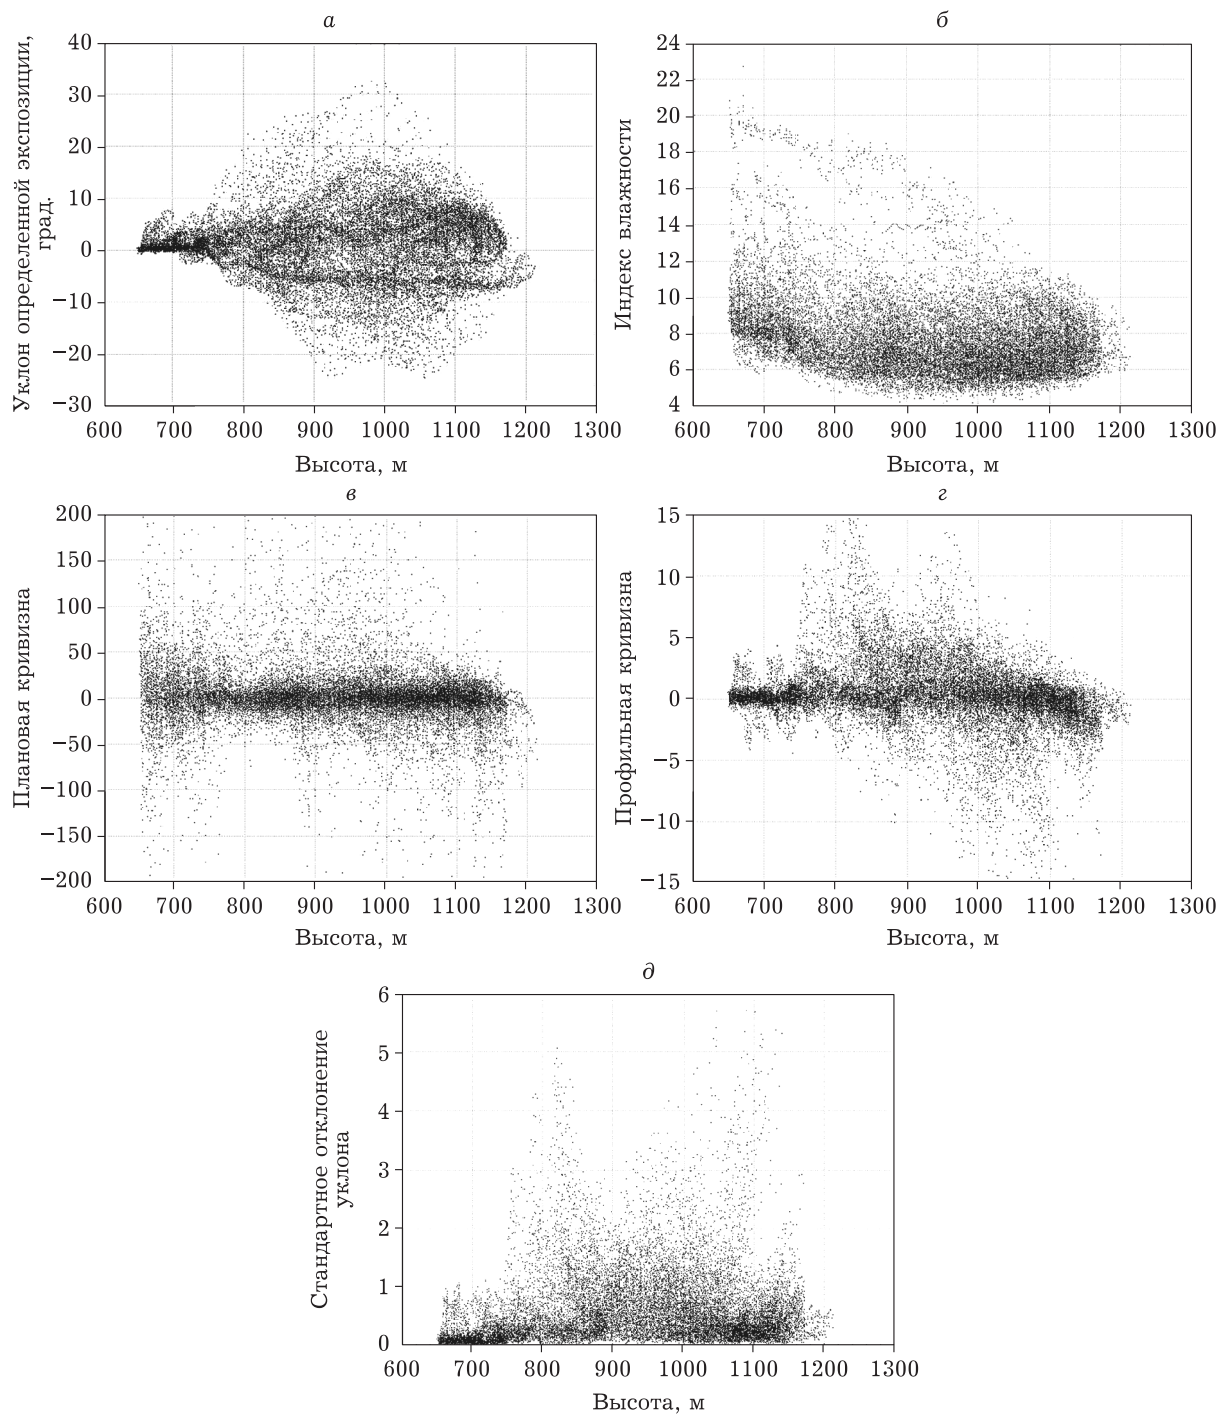 а
Уклон определенной экспозиции,
град.
40
30
20
10
0
−10
−20
−30
600 700 800 900 1000 1100 1200 1300
Высота, м
б
Индекс влажности
24
22
20
18
16
14
12
10
8
6
4
600 700 800 900 1000 1100 1200 1300
Высота, м
в
Плановая кривизна
200
150
100
50
0
−50
−100
−150
−200
600 700 800 900 1000 1100 1200 1300
Высота, м
г
Профильная кривизна
15
10
5
0
−5
−10
−15
600 700 800 900 1000 1100 1200 1300
Высота, м
д
Стандартное отклонение
уклона
6
5
4
3
2
1
0
600 700 800 900 1000 1100 1200 1300
Высота, м